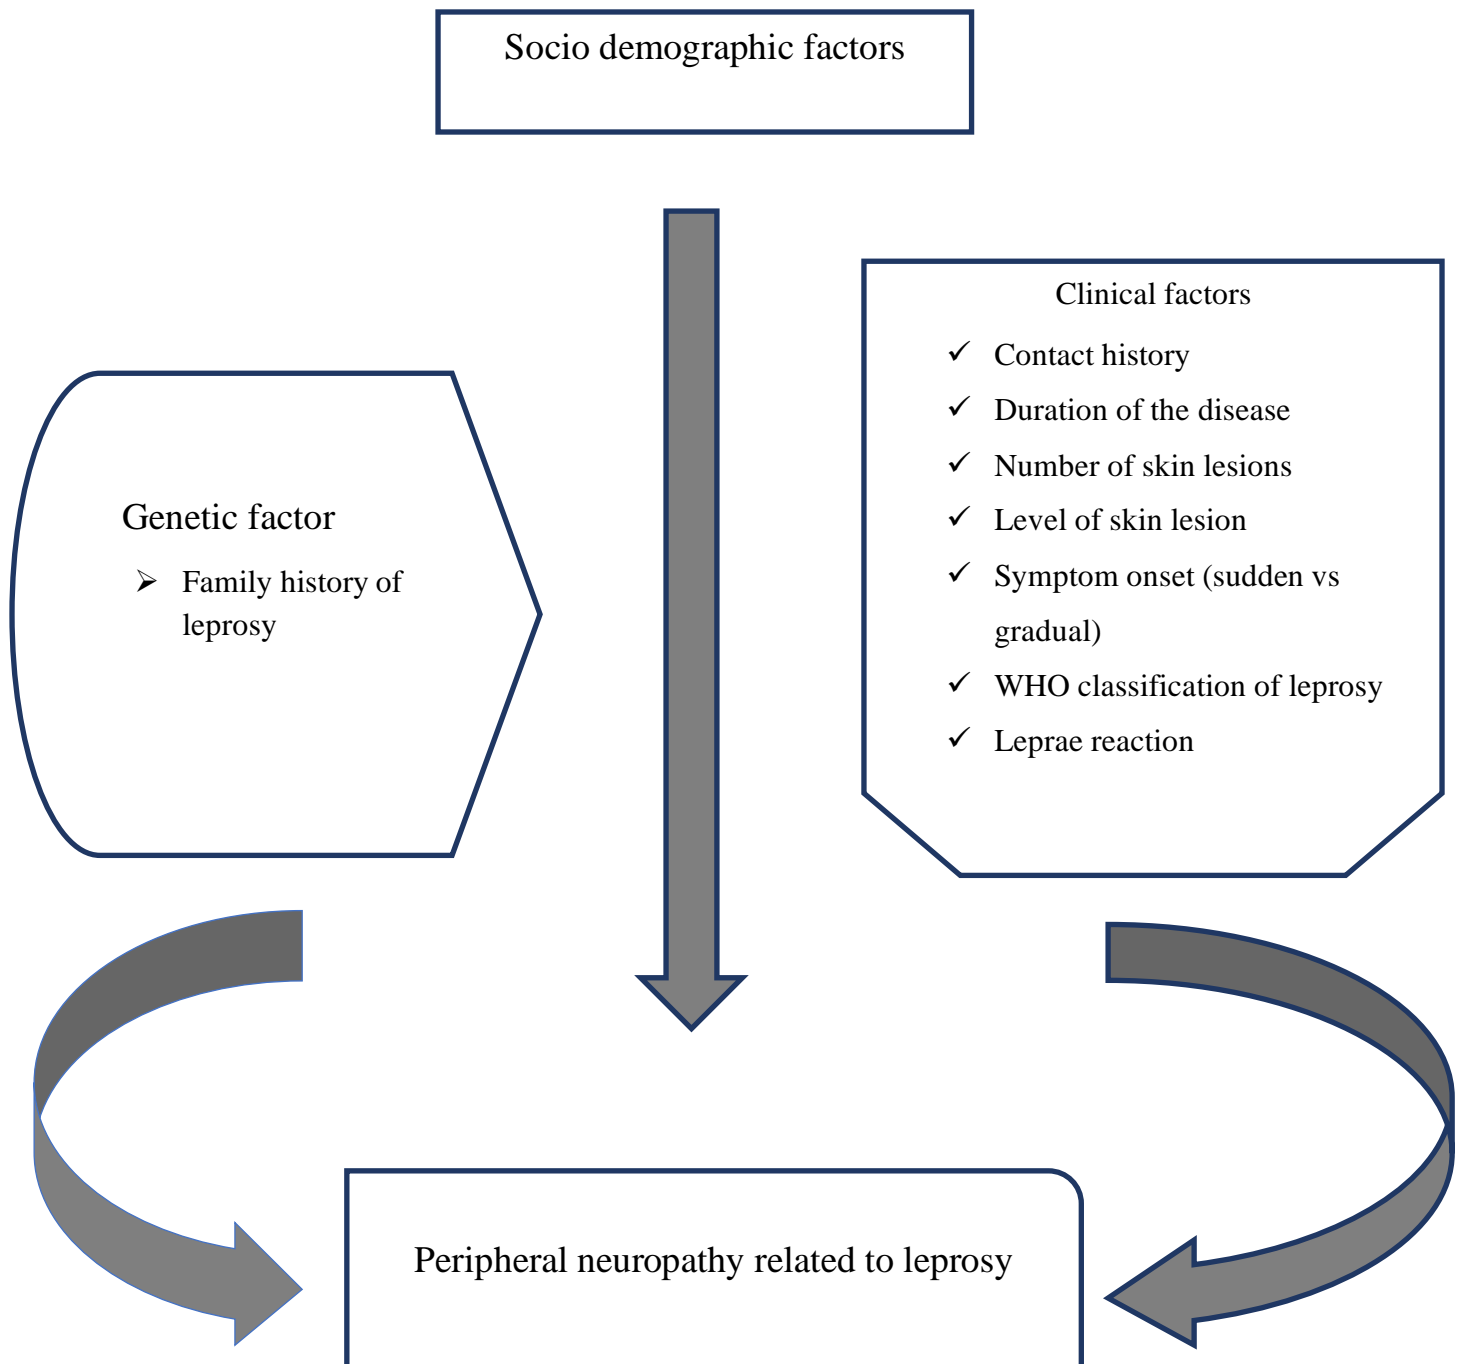 Socio demographic factors
Genetic factor
➢ Family history of
leprosy
Clinical factors
✓ Contact history
✓ Duration of the disease
✓ Number of skin lesions
✓ Level of skin lesion
✓ Symptom onset (sudden vs
gradual)
✓ WHO classification of leprosy
✓ Leprae reaction
Peripheral neuropathy related to leprosy